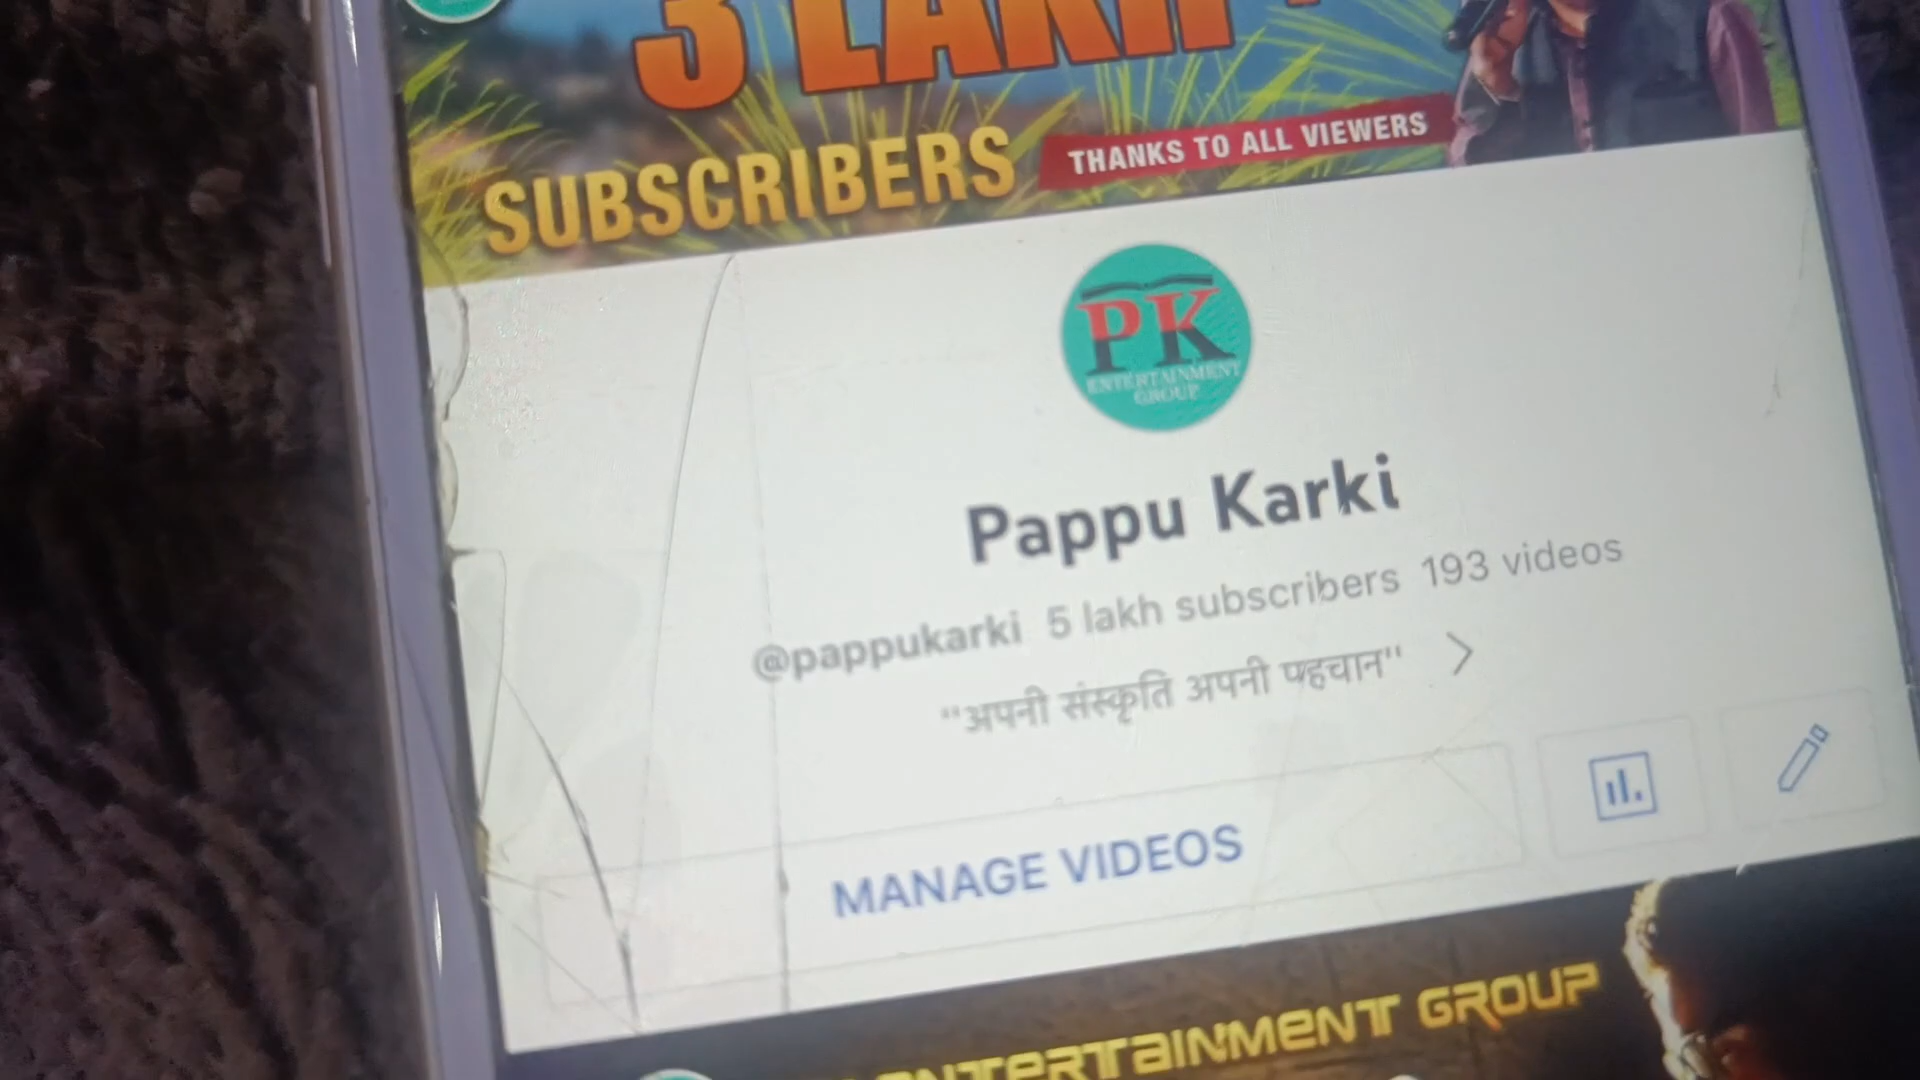 3 LAKH
SUBSCRIBERS
THANKS TO ALL VIEWERS
PK
ENTERTAINMENT
GROUP
Pappu Karki
@pappukarki 5 lakh subscribers 193 videos
"अपनी संस्कृति अपनी पहचान"
MANAGE VIDEOS
ENTERTAINMENT GROUP